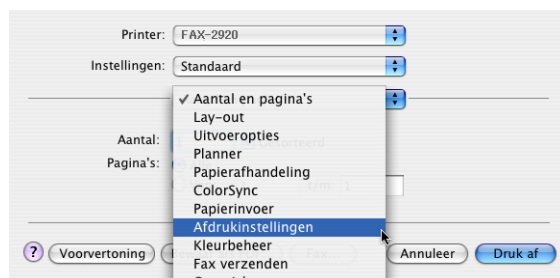 Printer: FAX-2920
Instellingen: Standaard
✓ Aantal en pagina's
Lay-out
Aantal:
Uitvoeropties
Planner
Pagina's:
Papierafhandeling
ColorSync
Papierinvoer
Afdrukinstellingen
Kleurbeheer
Fax verzenden
? Voorvertoning Annuleer Druk af